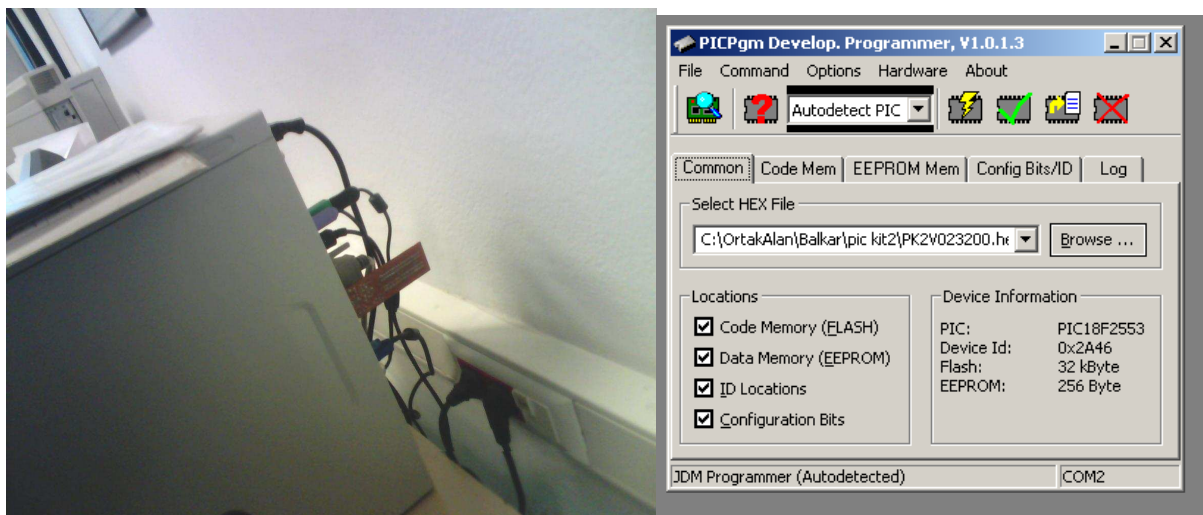 PICPgm Develop. Programmer, V1.0.1.3
File Command Options Hardware About
Autodetect PIC
Common Code Mem EEPROM Mem Config Bits/ID Log
Select HEX File
C:\OrtakAlan\Balkar\pic kit2\PK2V023200.he
Browse ...
Locations
Code Memory (FLASH)
Data Memory (EEPROM)
ID Locations
Configuration Bits
Device Information
PIC: PIC18F2553
Device Id: 0x2A46
Flash: 32 kByte
EEPROM: 256 Byte
JDM Programmer (Autodetected) COM2